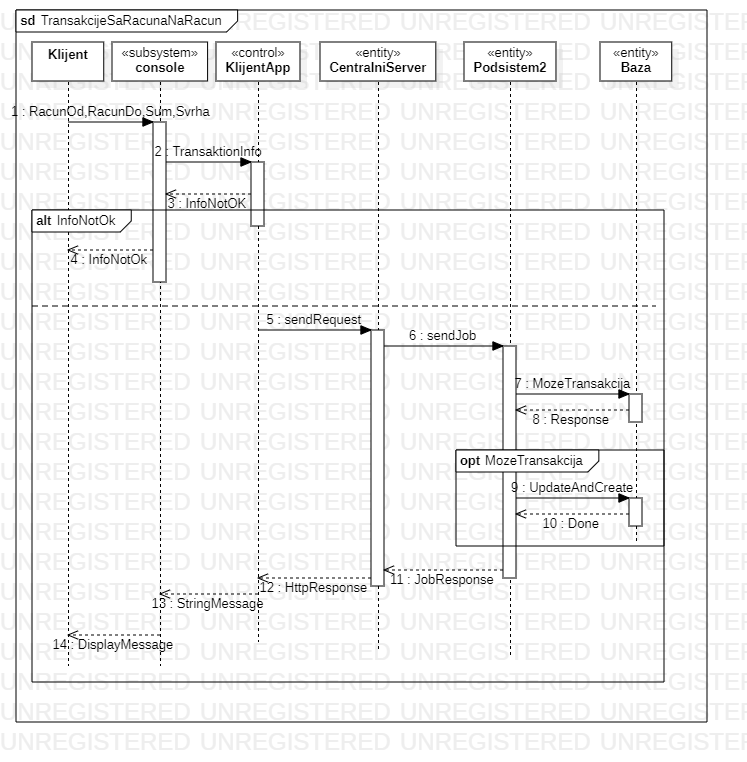 sd TransakcijeSaRacunaNaRacun
Klijent
«subsystem»
console
«control»
KlijentApp
«entity»
CentralniServer
«entity»
Podsistem2
«entity»
Baza
1 : RacunOd,RacunDo,Sum,Svrha
2 : TransaktionInfo
3 : InfoNotOK
alt InfoNotOk
4 : InfoNotOk
5 : sendRequest
6 : sendJob
7 : MozeTransakcija
8 : Response
opt MozeTransakcija
9 : UpdateAndCreate
10 : Done
11 : JobResponse
12 : HttpResponse
13 : StringMessage
14 : DisplayMessage
UNREGISTERED UNREGISTERED UNREGISTERED UNREGISTERED